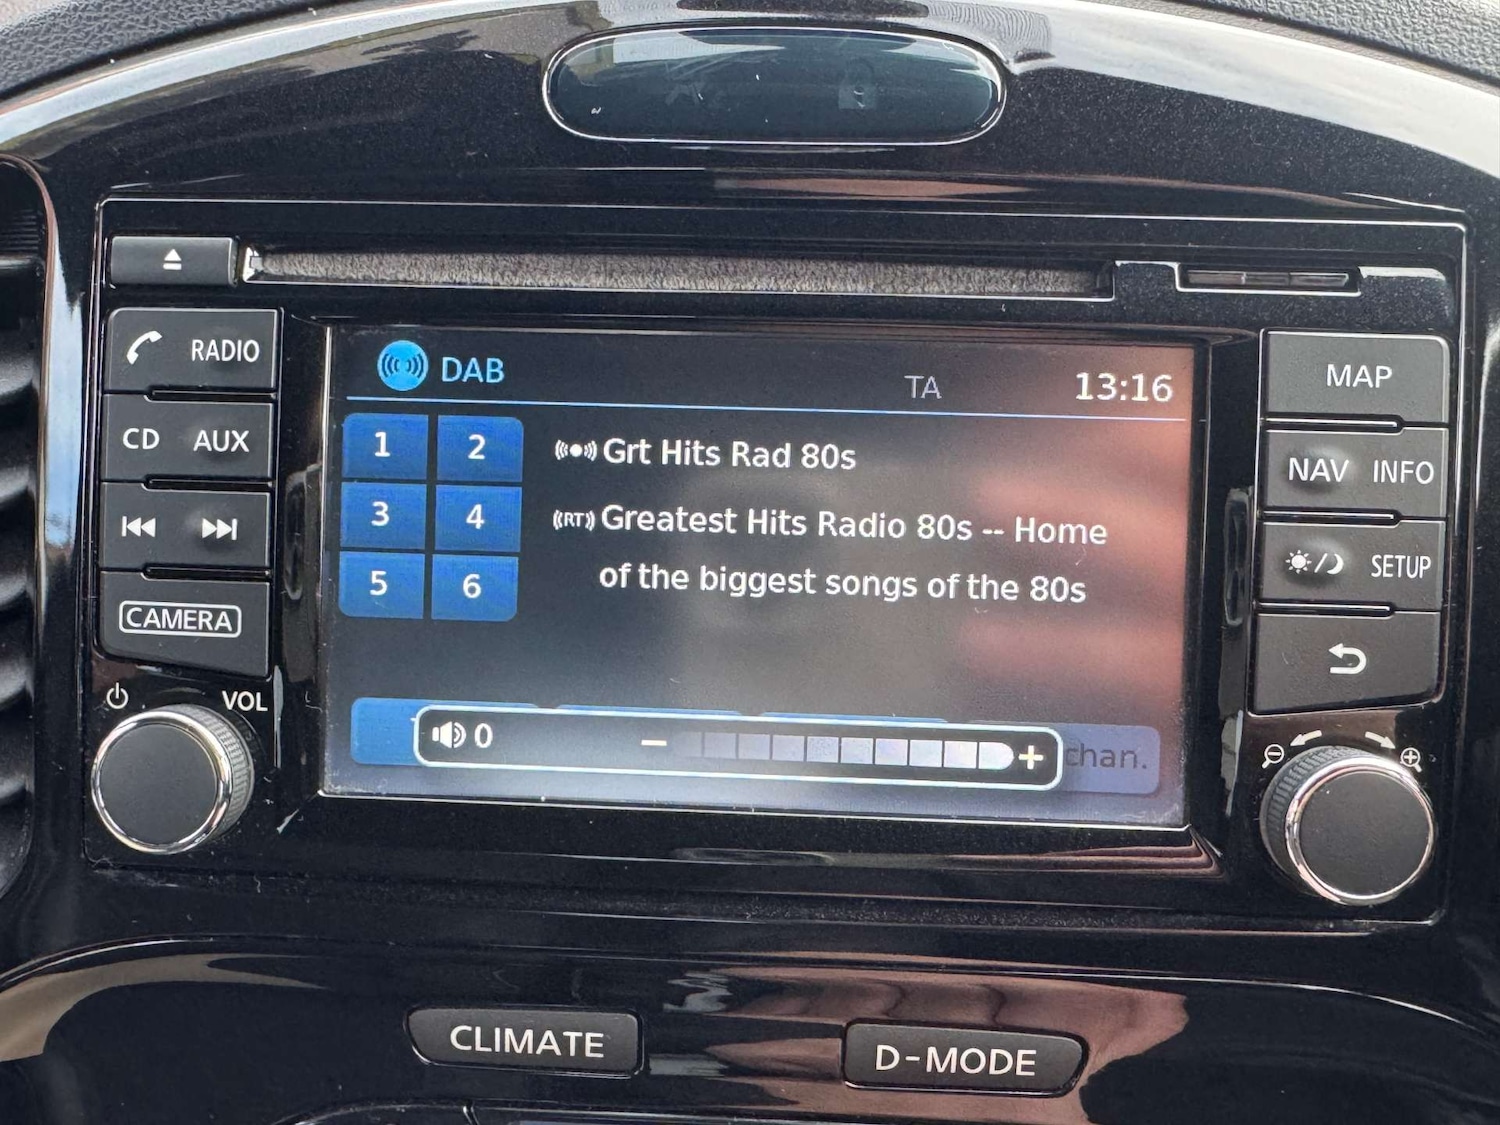 RADIO
CD AUX
CAMERA
VOL
DAB
TA
13:16
1 2
3 4
5 6
Grt Hits Rad 80s
RT
Greatest Hits Radio 80s -- Home
of the biggest songs of the 80s
0
− +
chan.
MAP
NAV INFO
SETUP
CLIMATE
D-MODE